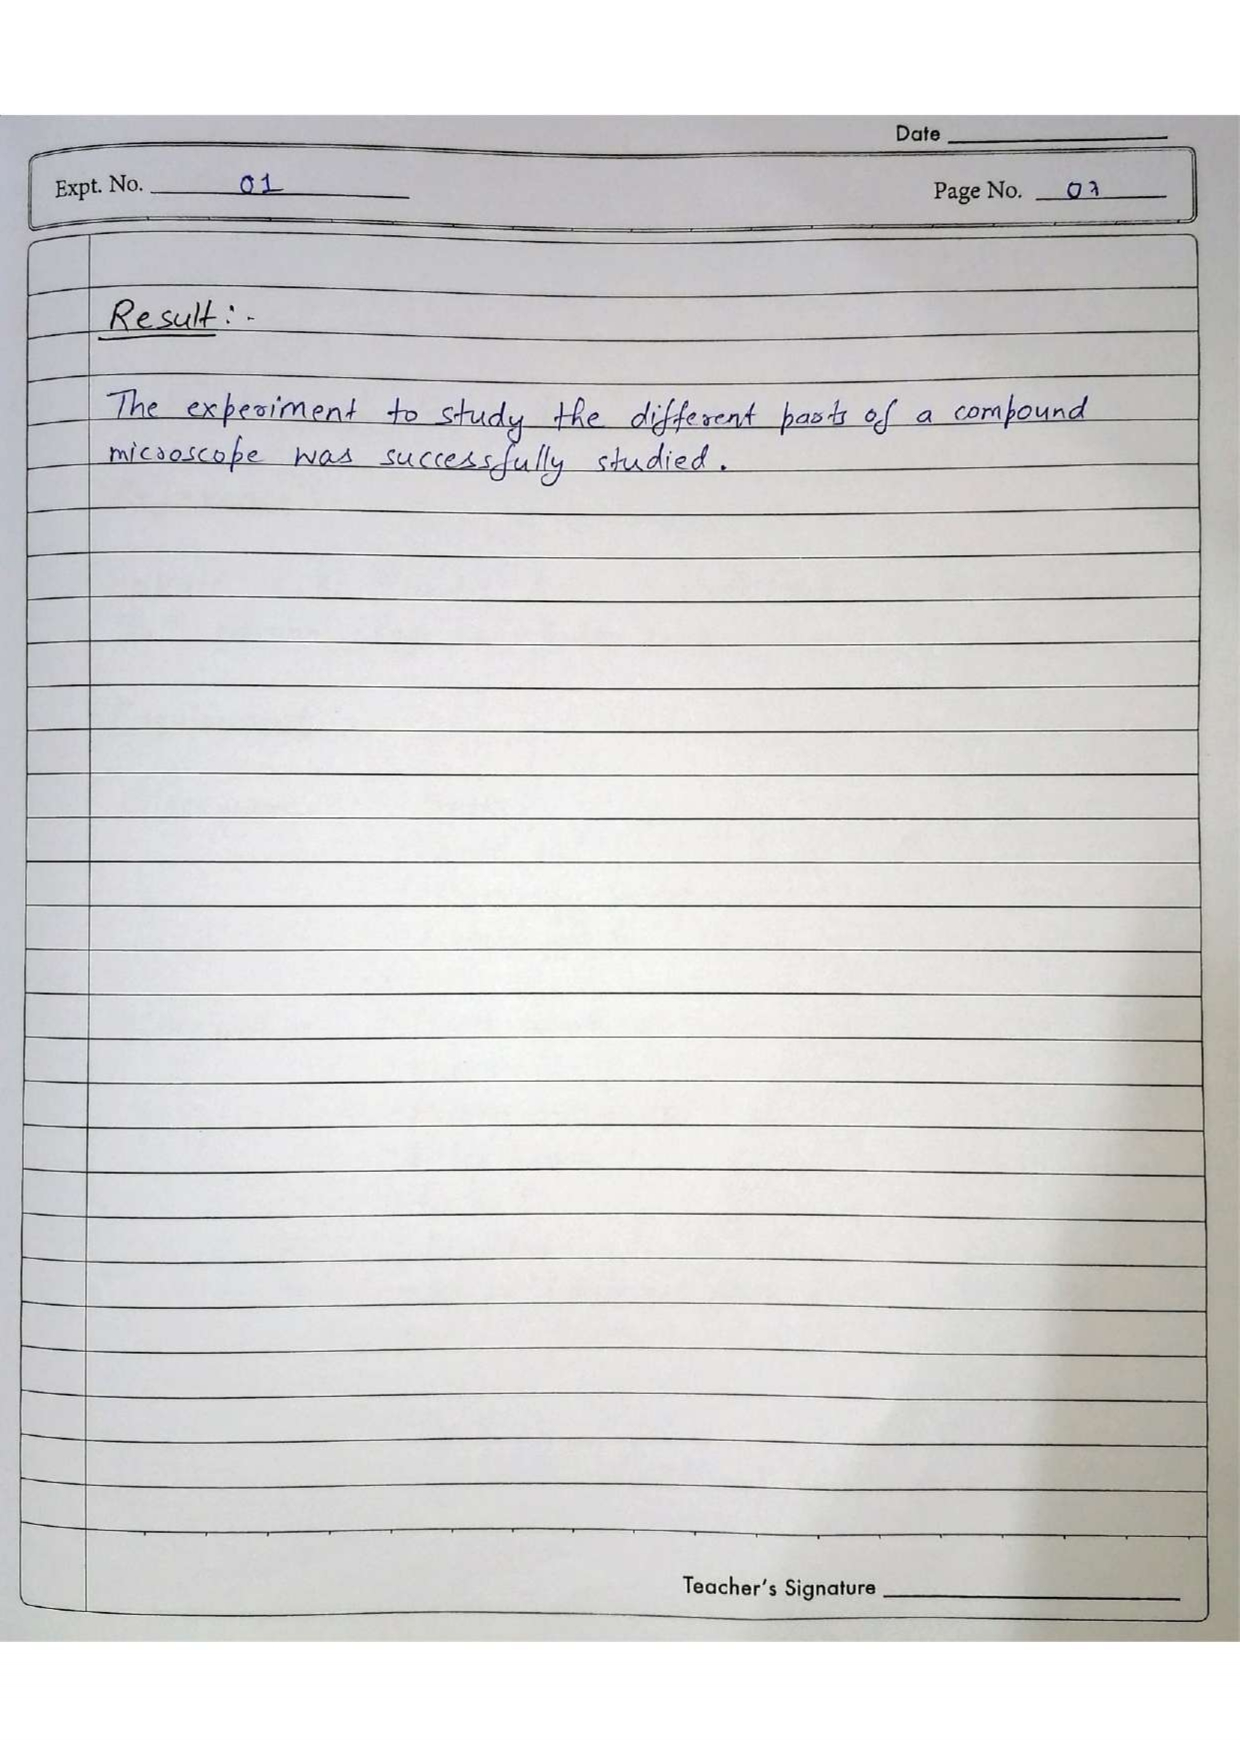 Date
Expt. No. 01
Page No. 07
Result:-
The experiment to study the different parts of a compound
microscope was successfully studied.
Teacher's Signature